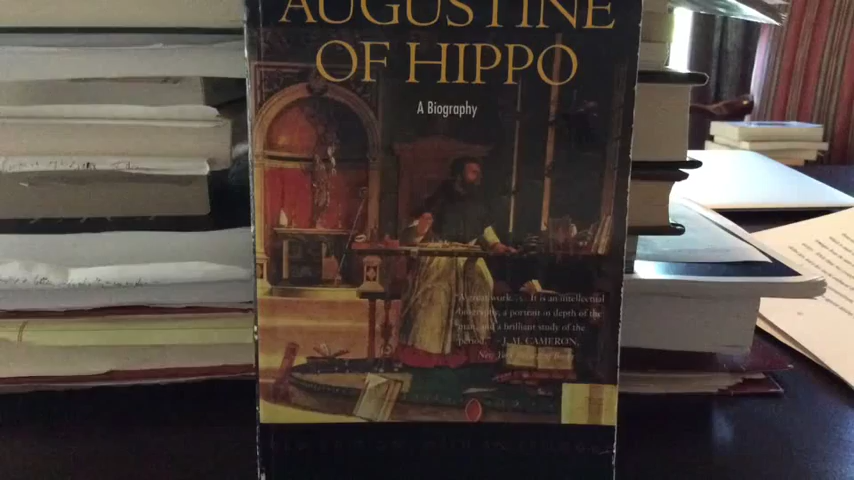 AUGUSTINE
OF HIPPO
A Biography
"A great work. . . . It is an intellectual
biography, a portrait in depth of the
man, and a brilliant study of the
period." –J. M. CAMERON,